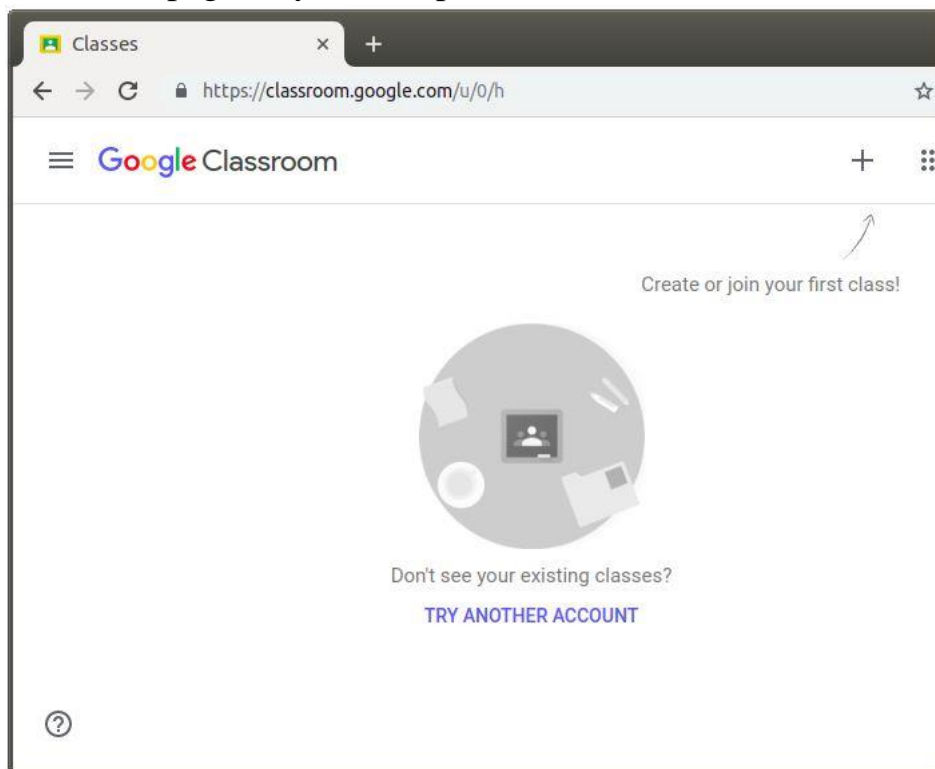 Classes
https://classroom.google.com/u/0/h
Google Classroom
Create or join your first class!
Don't see your existing classes?
TRY ANOTHER ACCOUNT